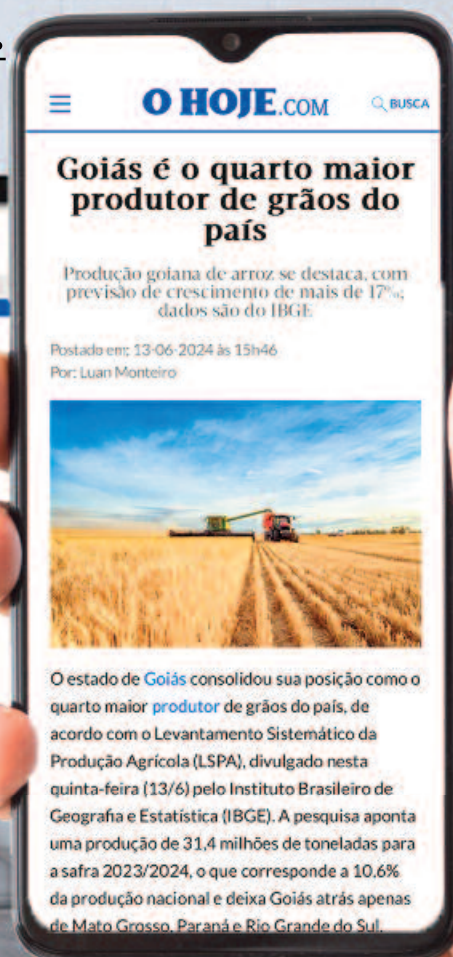 O HOJE.COM
BUSCA
Goiás é o quarto maior
produtor de grãos do
país
Produção goiana de arroz se destaca, com
previsão de crescimento de mais de 17%;
dados são do IBGE
Postado em: 13-06-2024 às 15h46
Por: Luan Monteiro
O estado de Goiás consolidou sua posição como o
quarto maior produtor de grãos do país, de
acordo com o Levantamento Sistemático da
Produção Agrícola (LSPA), divulgado nesta
quinta-feira (13/6) pelo Instituto Brasileiro de
Geografia e Estatística (IBGE). A pesquisa aponta
uma produção de 31,4 milhões de toneladas para
a safra 2023/2024, o que corresponde a 10.6%
da produção nacional e deixa Goiás atrás apenas
de Mato Grosso, Paraná e Rio Grande do Sul.